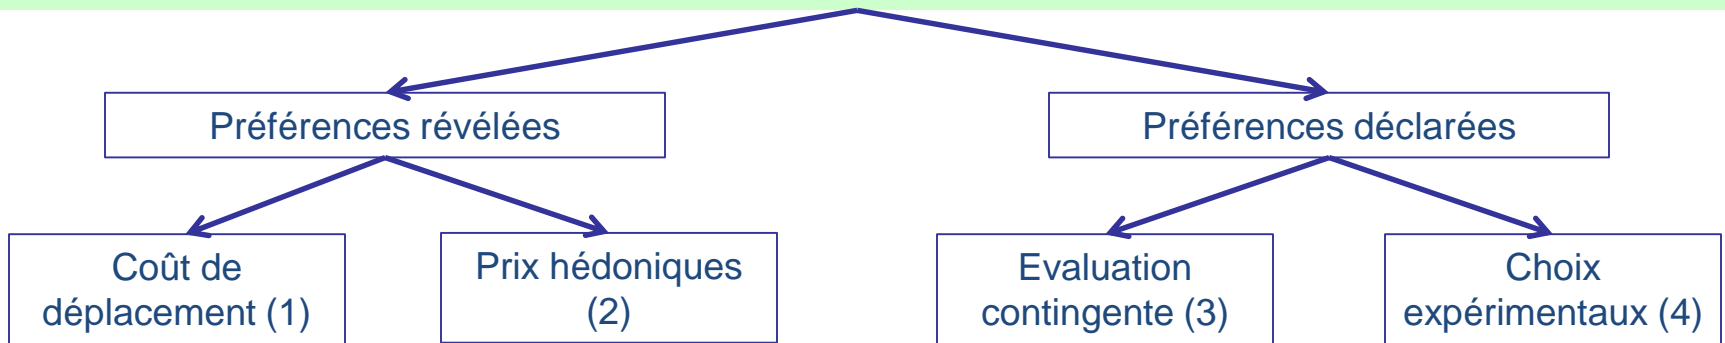 Préférences révélées
Préférences déclarées
Coût de
déplacement (1)
Prix hédoniques
(2)
Evaluation
contingente (3)
Choix
expérimentaux (4)